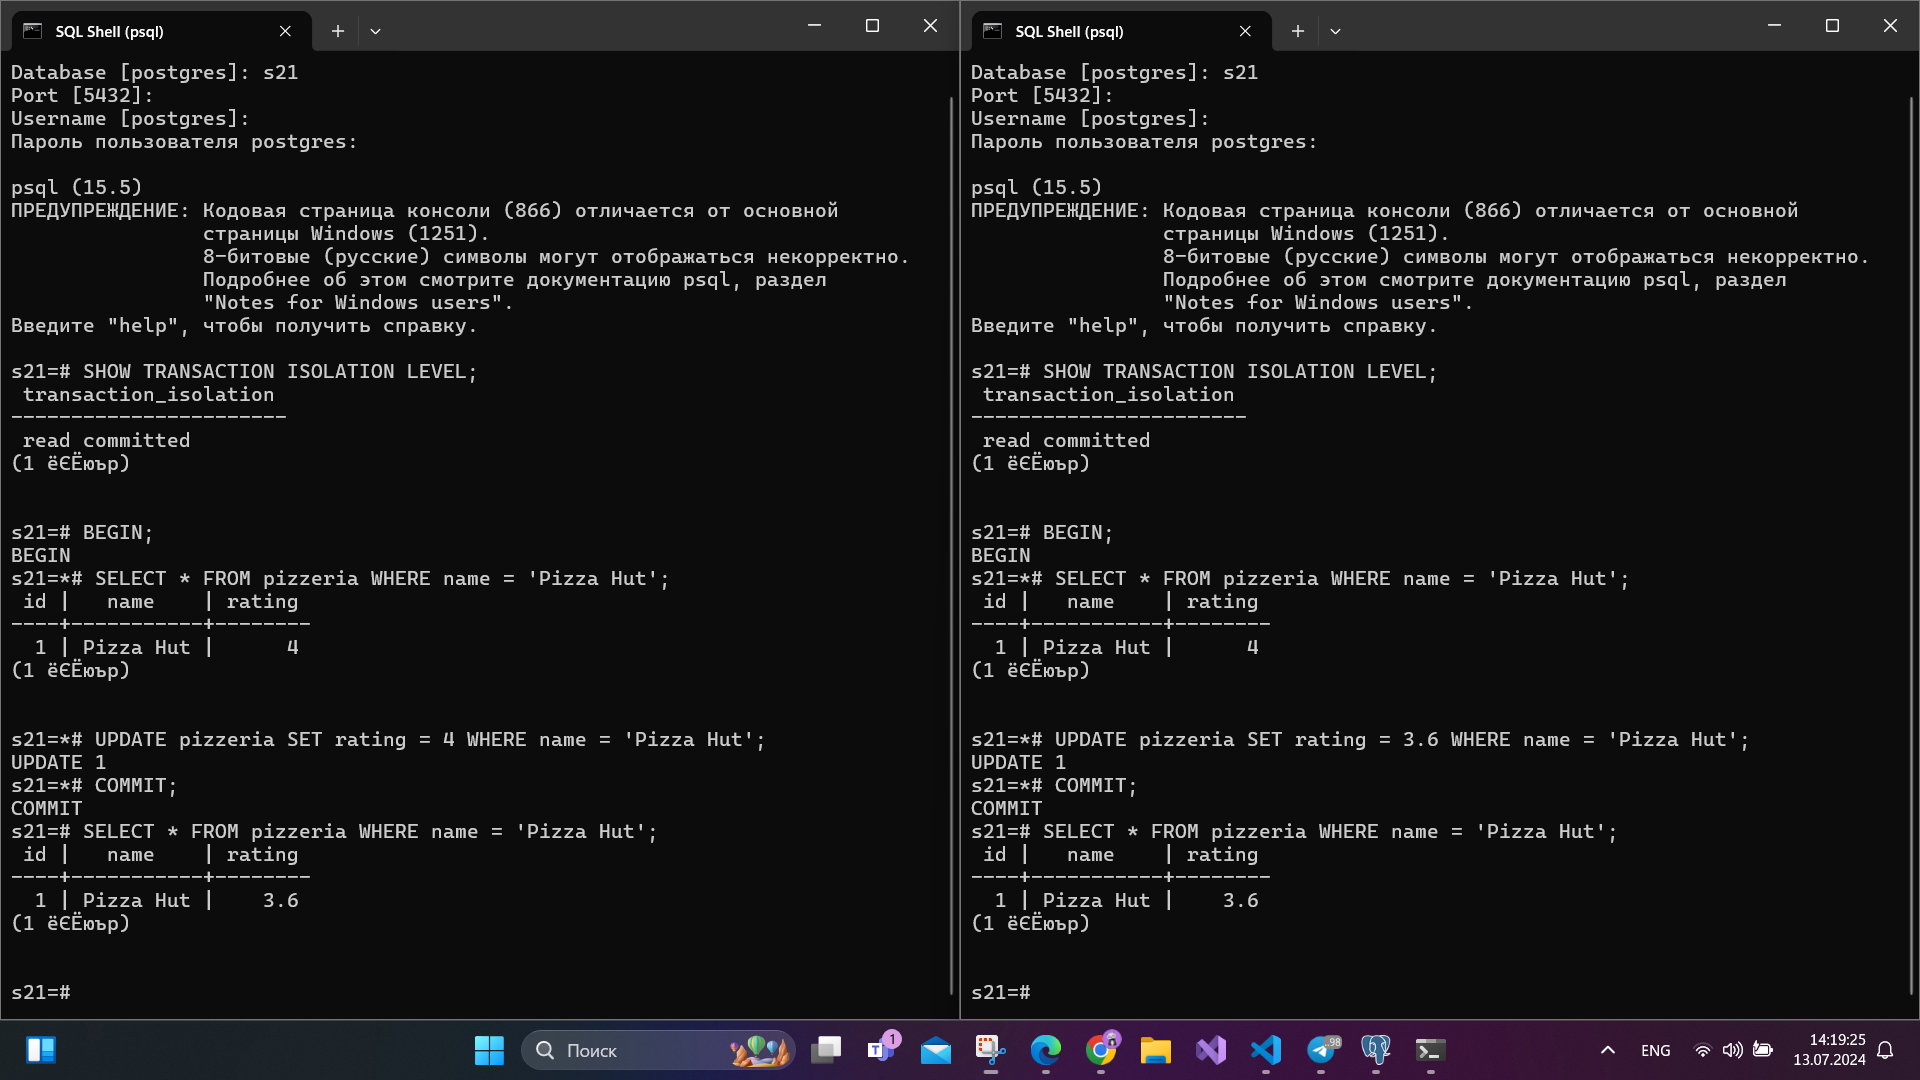 SQL Shell (psql)
Database [postgres]: s21
Port [5432]:
Username [postgres]:
Пароль пользователя postgres:
psql (15.5)
ПРЕДУПРЕЖДЕНИЕ: Кодовая страница консоли (866) отличается от основной
страницы Windows (1251).
8-битовые (русские) символы могут отображаться некорректно.
Подробнее об этом смотрите документацию psql, раздел
"Notes for Windows users".
Введите "help", чтобы получить справку.
s21=# SHOW TRANSACTION ISOLATION LEVEL;
transaction_isolation
-----------------------
read committed
(1 ёЄЁюър)
s21=# BEGIN;
BEGIN
s21=*# SELECT * FROM pizzeria WHERE name = 'Pizza Hut';
id |   name    | rating
----+-----------+--------
1 | Pizza Hut |      4
(1 ёЄЁюър)
s21=*# UPDATE pizzeria SET rating = 4 WHERE name = 'Pizza Hut';
UPDATE 1
s21=*# COMMIT;
COMMIT
s21=# SELECT * FROM pizzeria WHERE name = 'Pizza Hut';
id |   name    | rating
----+-----------+--------
1 | Pizza Hut |    3.6
(1 ёЄЁюър)
s21=#
SQL Shell (psql)
Database [postgres]: s21
Port [5432]:
Username [postgres]:
Пароль пользователя postgres:
psql (15.5)
ПРЕДУПРЕЖДЕНИЕ: Кодовая страница консоли (866) отличается от основной
страницы Windows (1251).
8-битовые (русские) символы могут отображаться некорректно.
Подробнее об этом смотрите документацию psql, раздел
"Notes for Windows users".
Введите "help", чтобы получить справку.
s21=# SHOW TRANSACTION ISOLATION LEVEL;
transaction_isolation
-----------------------
read committed
(1 ёЄЁюър)
s21=# BEGIN;
BEGIN
s21=*# SELECT * FROM pizzeria WHERE name = 'Pizza Hut';
id |   name    | rating
----+-----------+--------
1 | Pizza Hut |      4
(1 ёЄЁюър)
s21=*# UPDATE pizzeria SET rating = 3.6 WHERE name = 'Pizza Hut';
UPDATE 1
s21=*# COMMIT;
COMMIT
s21=# SELECT * FROM pizzeria WHERE name = 'Pizza Hut';
id |   name    | rating
----+-----------+--------
1 | Pizza Hut |    3.6
(1 ёЄЁюър)
s21=#
Поиск
1
98
ENG
14:19:25
13.07.2024